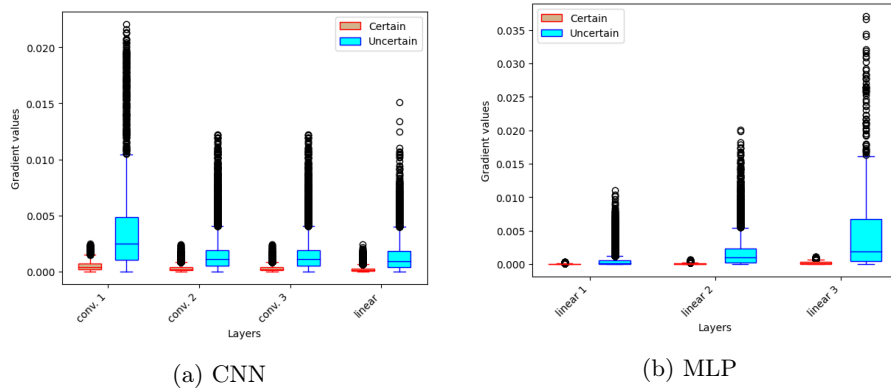 Certain
Uncertain
0.020
0.015
0.010
0.005
0.000
Gradient values
conv. 1
conv. 2
conv. 3
linear
Layers
(a) CNN
Certain
Uncertain
0.035
0.030
0.025
0.020
0.015
0.010
0.005
0.000
Gradient values
linear 1
linear 2
linear 3
Layers
(b) MLP